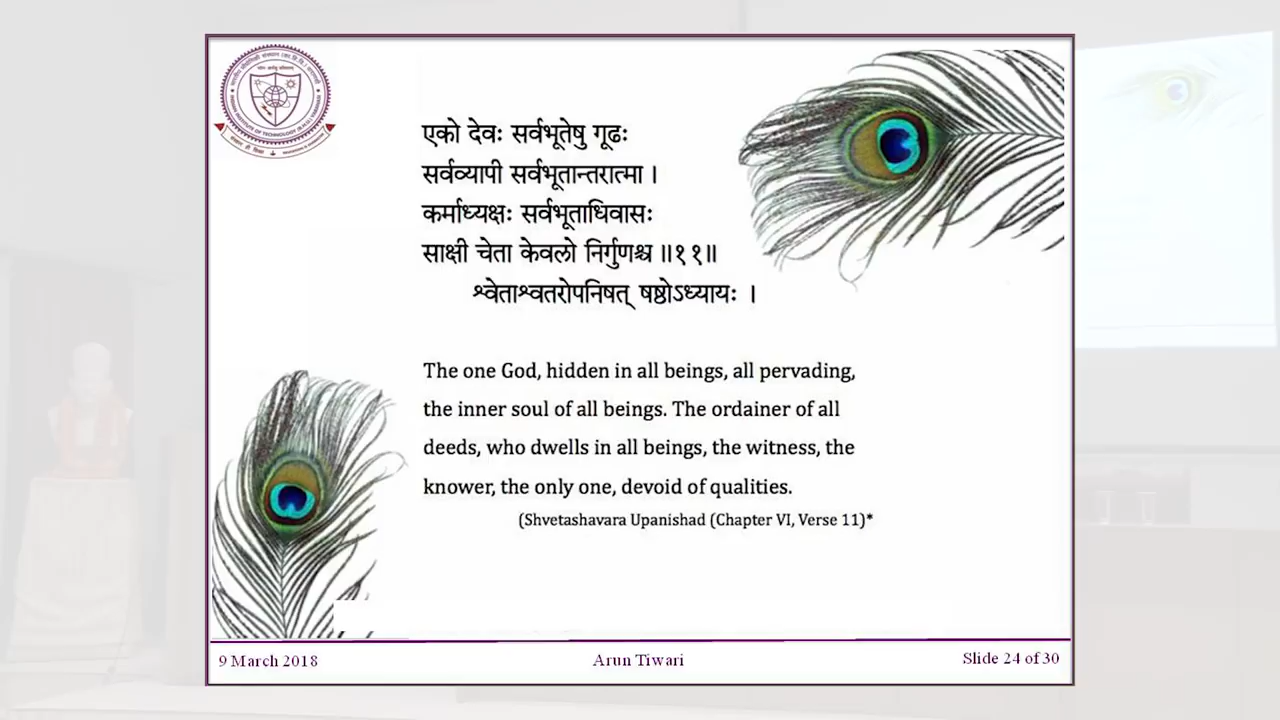 एको देवः सर्वभूतेषु गूढः
सर्वव्यापी सर्वभूतान्तरात्मा ।
कर्माध्यक्षः सर्वभूताधिवासः
साक्षी चेता केवलो निर्गुणश्च ॥११॥
श्वेताश्वतरोपनिषत् षष्ठोऽध्यायः ।
The one God, hidden in all beings, all pervading,
the inner soul of all beings. The ordainer of all
deeds, who dwells in all beings, the witness, the
knower, the only one, devoid of qualities.
(Shvetashavara Upanishad (Chapter VI, Verse 11)*
9 March 2018
Arun Tiwari
Slide 24 of 30